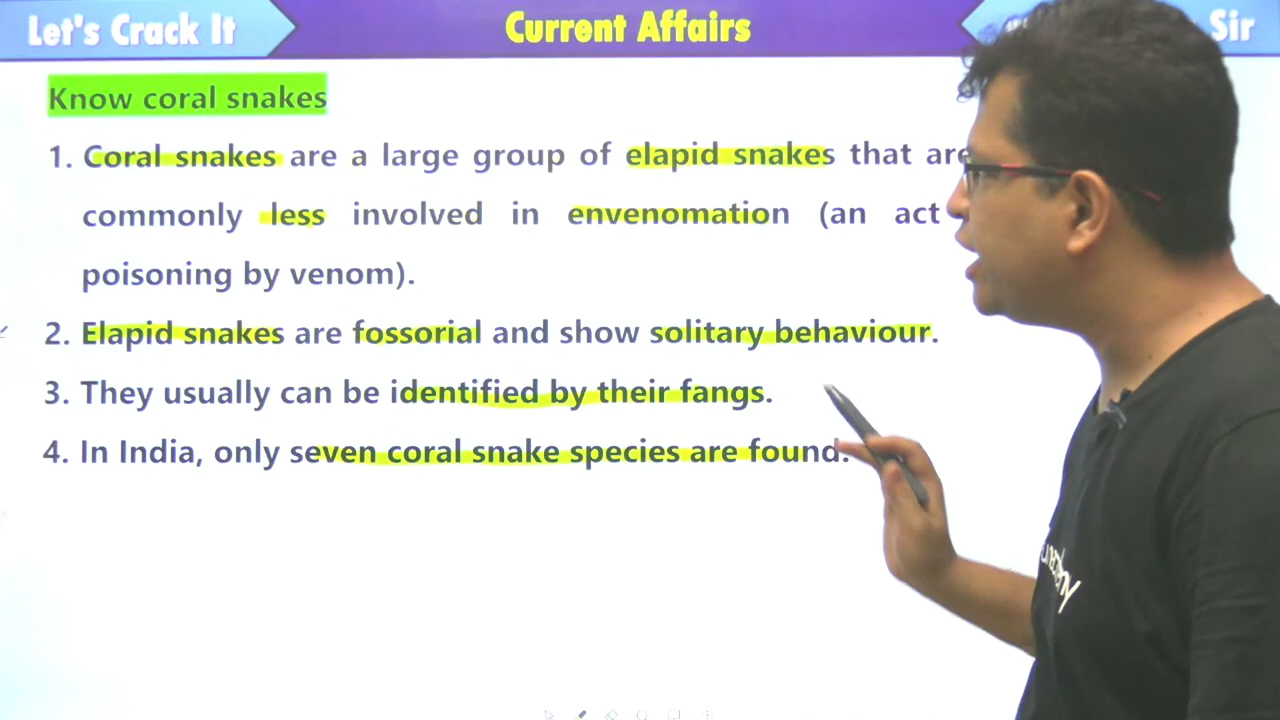 Let's Crack It
Current Affairs
Sir
Know coral snakes
1. Coral snakes are a large group of elapid snakes that are
commonly less involved in envenomation (an act
poisoning by venom).
2. Elapid snakes are fossorial and show solitary behaviour.
3. They usually can be identified by their fangs.
4. In India, only seven coral snake species are found.